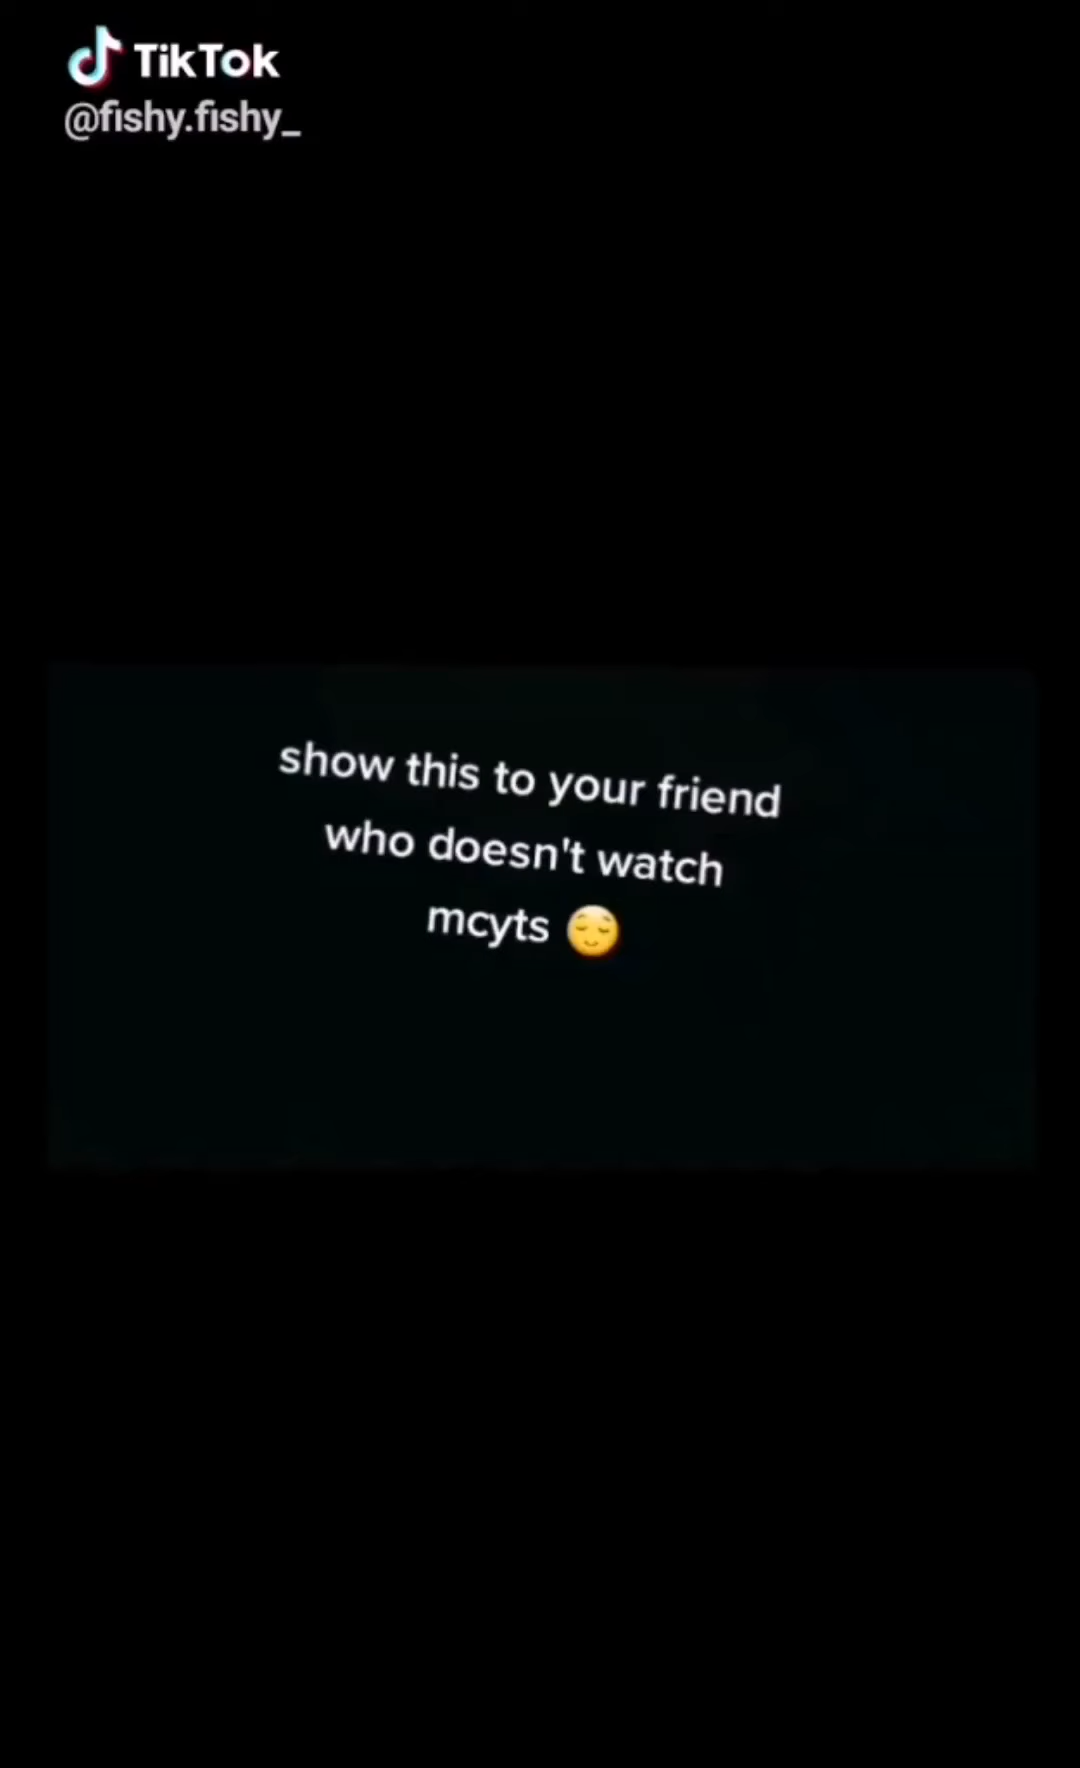 TikTok
@fishy.fishy_
show this to your friend
who doesn't watch
mcyts 😌